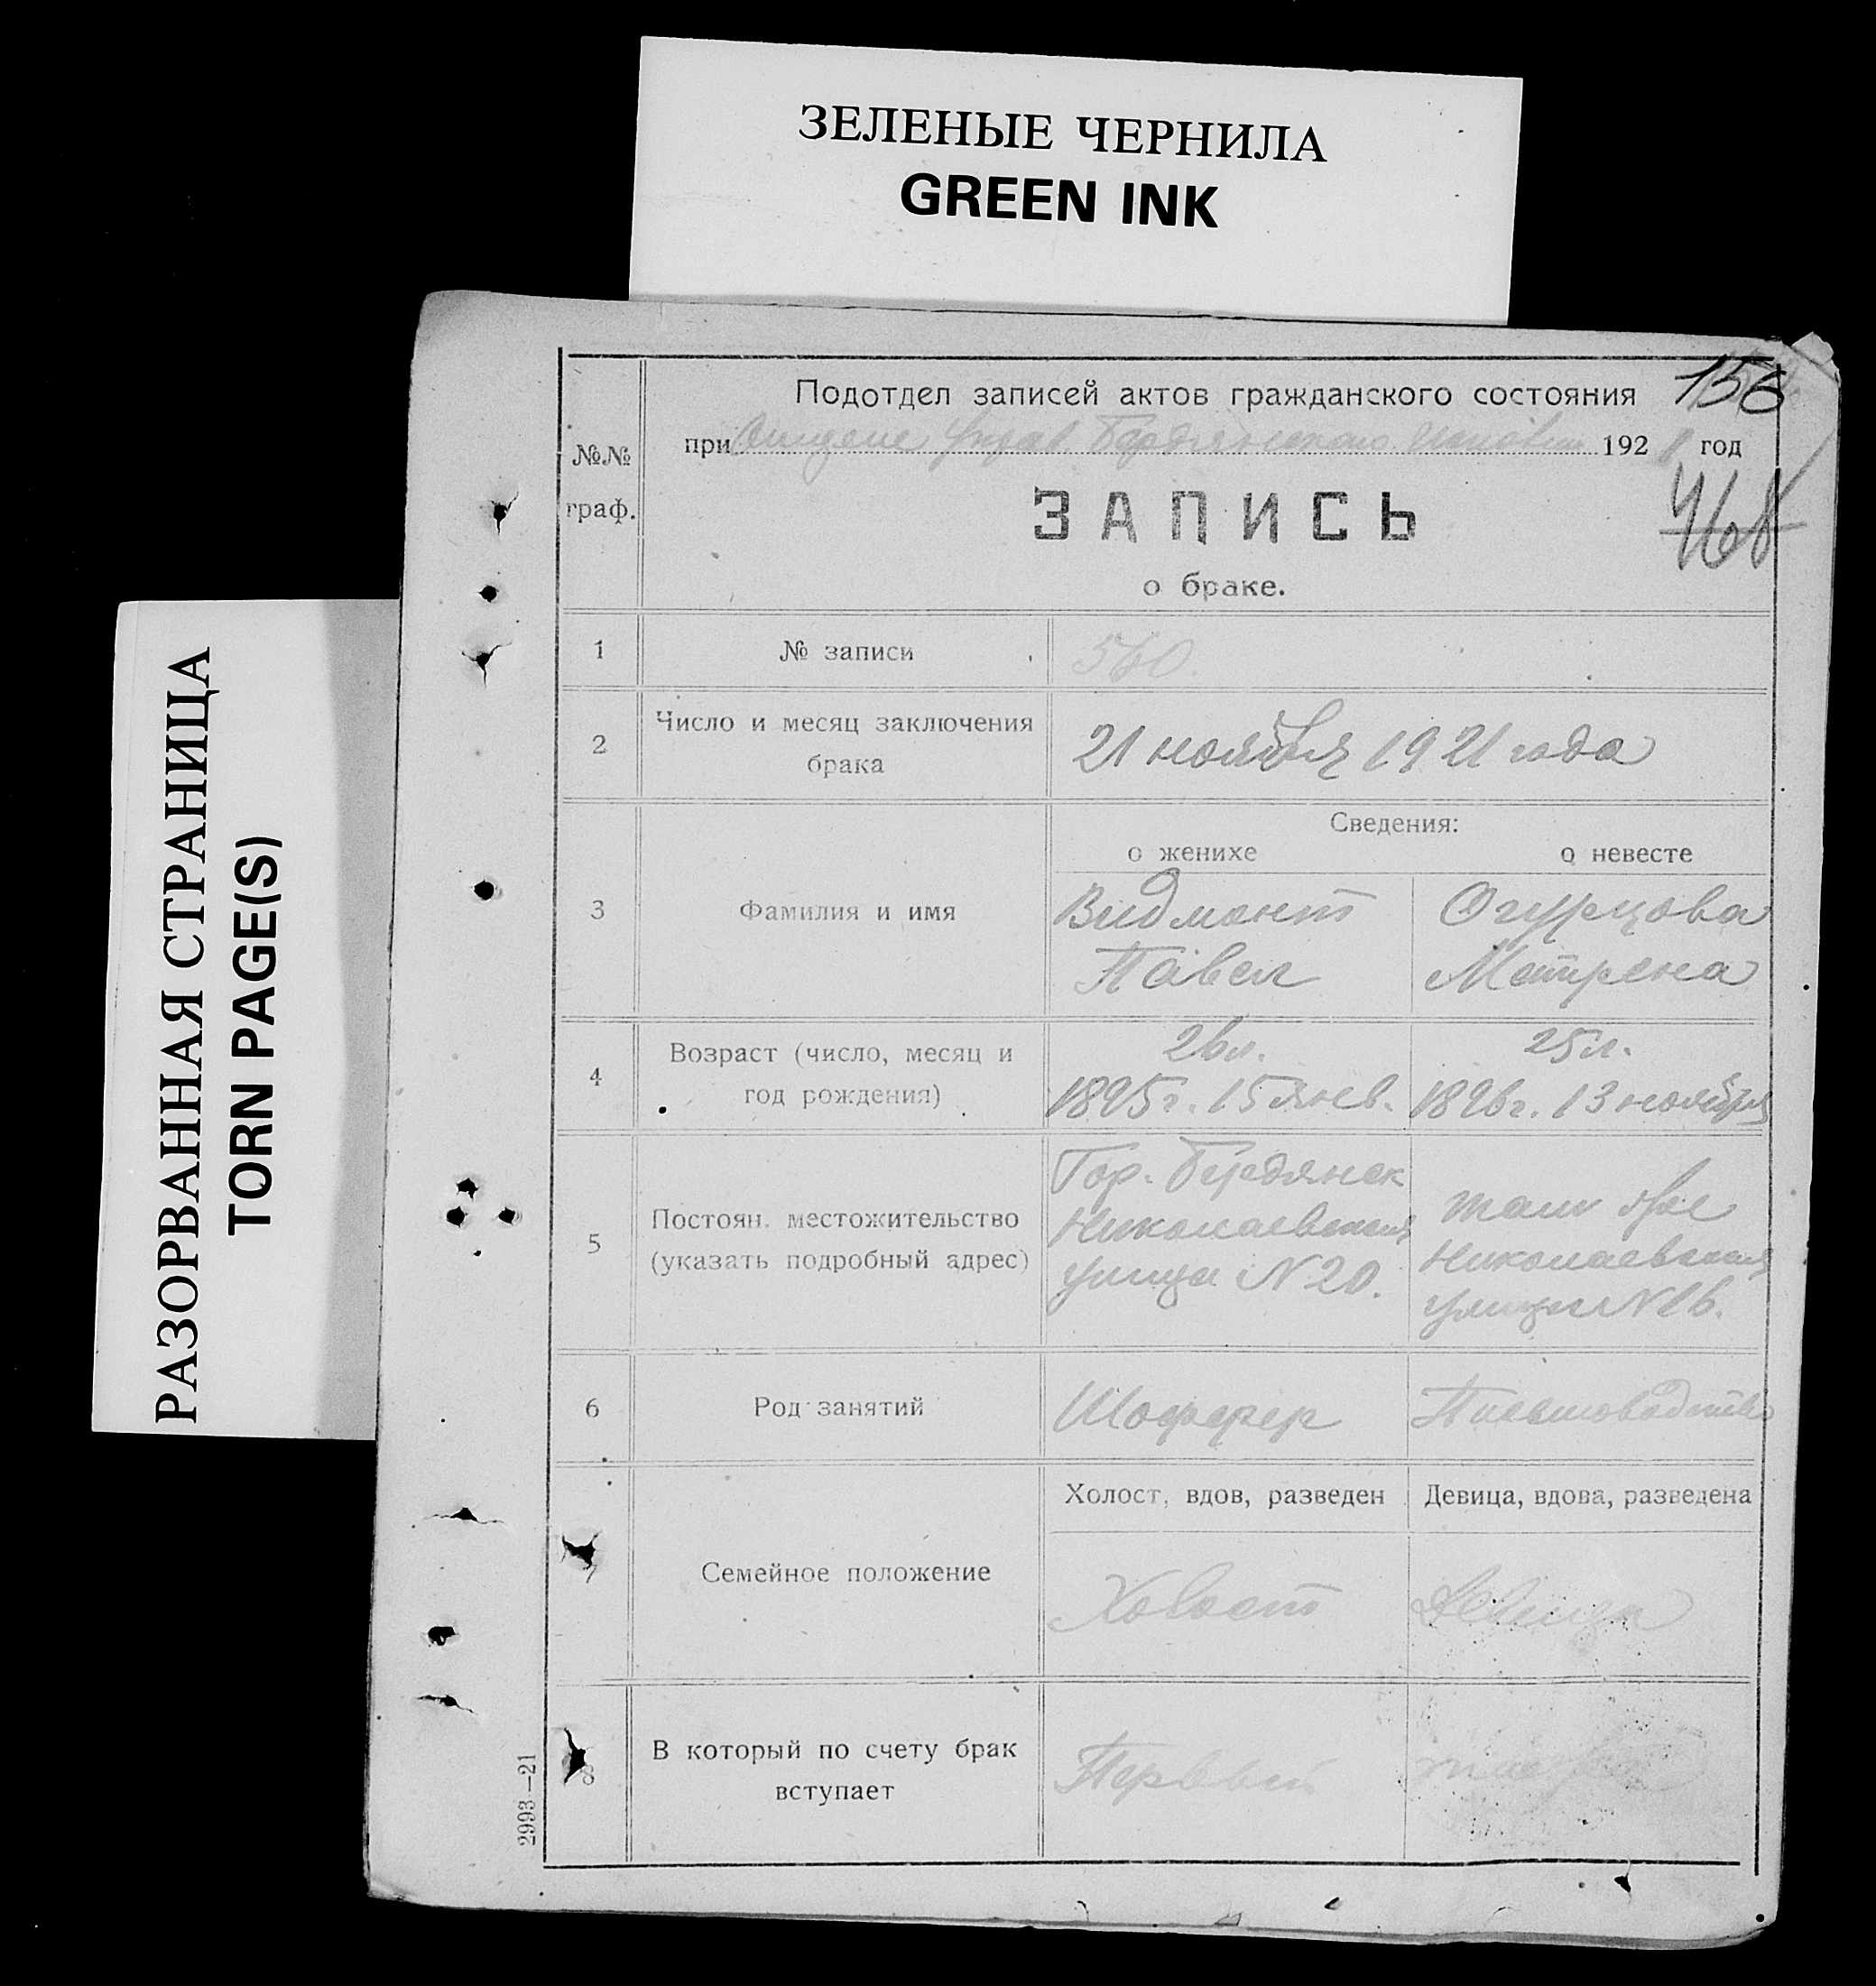 ЗЕЛЕНЫЕ ЧЕРНИЛА
GREEN INK
РАЗОРВАННАЯ СТРАНИЦА
TORN PAGE(S)
156
Подотдел записей актов гражданского состояния
№№ граф.
при Бердянского 192 год
468
ЗАПИСЬ
о браке.
1 № записи 560.
2 Число и месяц заключения брака
21 ноября 1921 года
Сведения:
о женихе о невесте
3 Фамилия и имя
Видмонт Огурцова
Павел Матрена
4 Возраст (число, месяц и год рождения)
26 л. 25 л.
1895 г. 15 янв. 1896 г. 13 ноября
5 Постоян. местожительство (указать подробный адрес)
Гор. Бердянск
Николаевская
улица N 20.
там же
Николаевская
улица N 16.
6 Род занятий
Шоффер Письмоводитель
Холост, вдов, разведен Девица, вдова, разведена
7 Семейное положение
Холост Девица
8 В который по счету брак вступает
Первый
2993—21